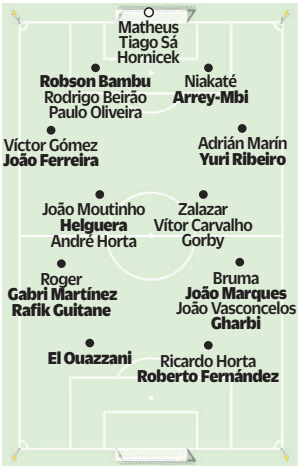 Matheus
Tiago Sá
Hornicek
Robson Bambu
Rodrigo Beirão
Paulo Oliveira
Niakaté
Arrey-Mbi
Víctor Gómez
João Ferreira
Adrián Marín
Yuri Ribeiro
João Moutinho
Helguera
André Horta
Zalazar
Vítor Carvalho
Gorby
Roger
Gabri Martínez
Rafik Guitane
Bruma
João Marques
João Vasconcelos
Gharbi
El Ouazzani
Ricardo Horta
Roberto Fernández